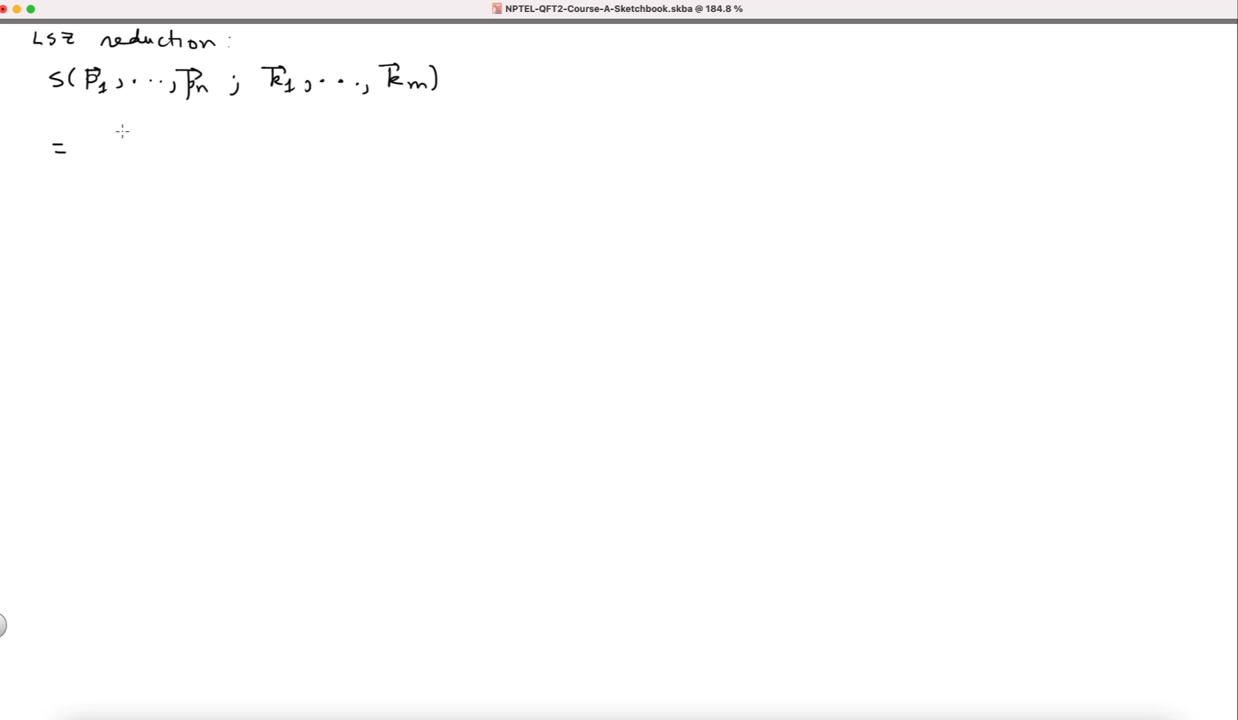 NPTEL-QFT2-Course-A-Sketchbook.skba @ 184.8 %
LSZ reduction :
S(p⃗₁, ..., p⃗ₙ ; k⃗₁, ..., k⃗ₘ)
=